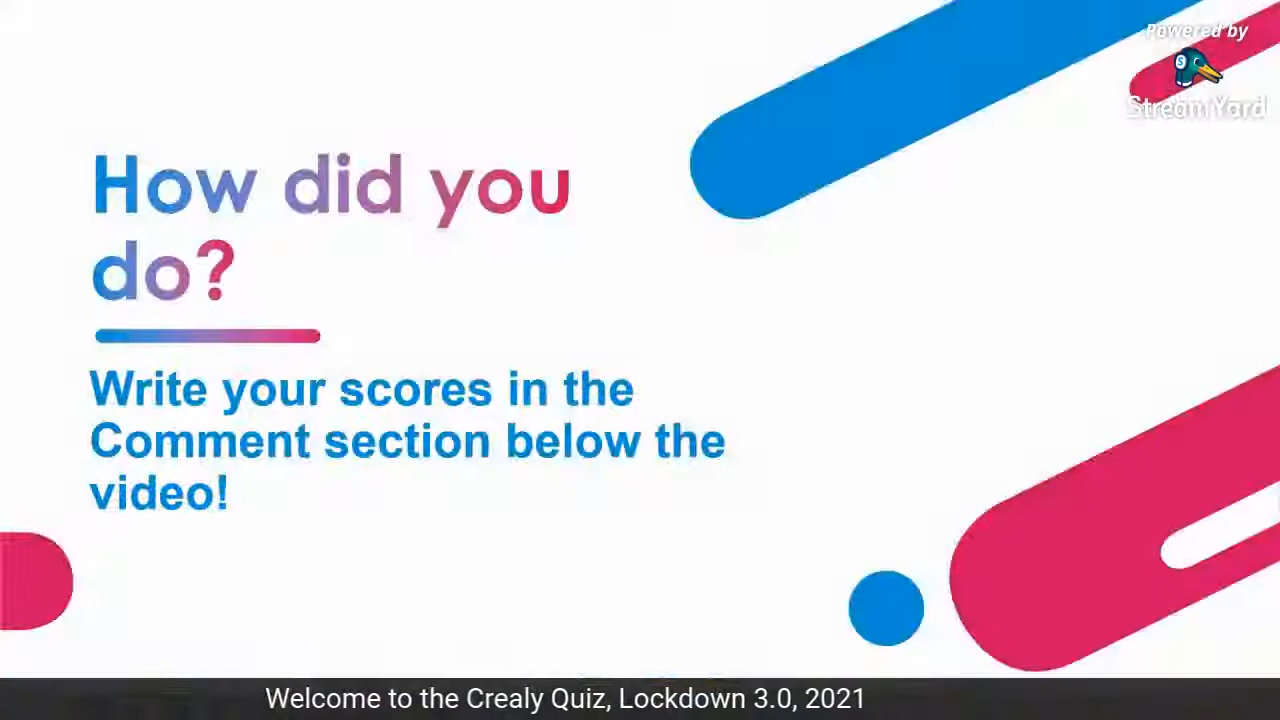 Powered by
StreamYard
How did you
do?
Write your scores in the
Comment section below the
video!
Welcome to the Crealy Quiz, Lockdown 3.0, 2021